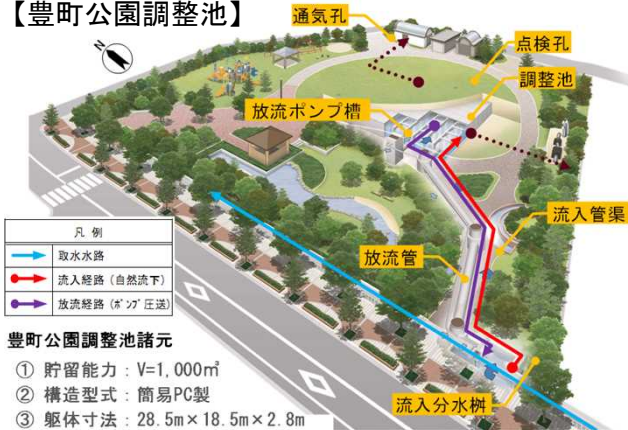 【豊町公園調整池】
通気孔
点検孔
調整池
放流ポンプ槽
N
流入管渠
放流管
流入分水桝
凡 例
取水水路
流入経路（自然流下）
放流経路（ﾎﾟﾝﾌﾟ圧送）
豊町公園調整池諸元
① 貯留能力：V=1,000㎥
② 構造型式：簡易PC製
③ 躯体寸法：28.5m×18.5m×2.8m